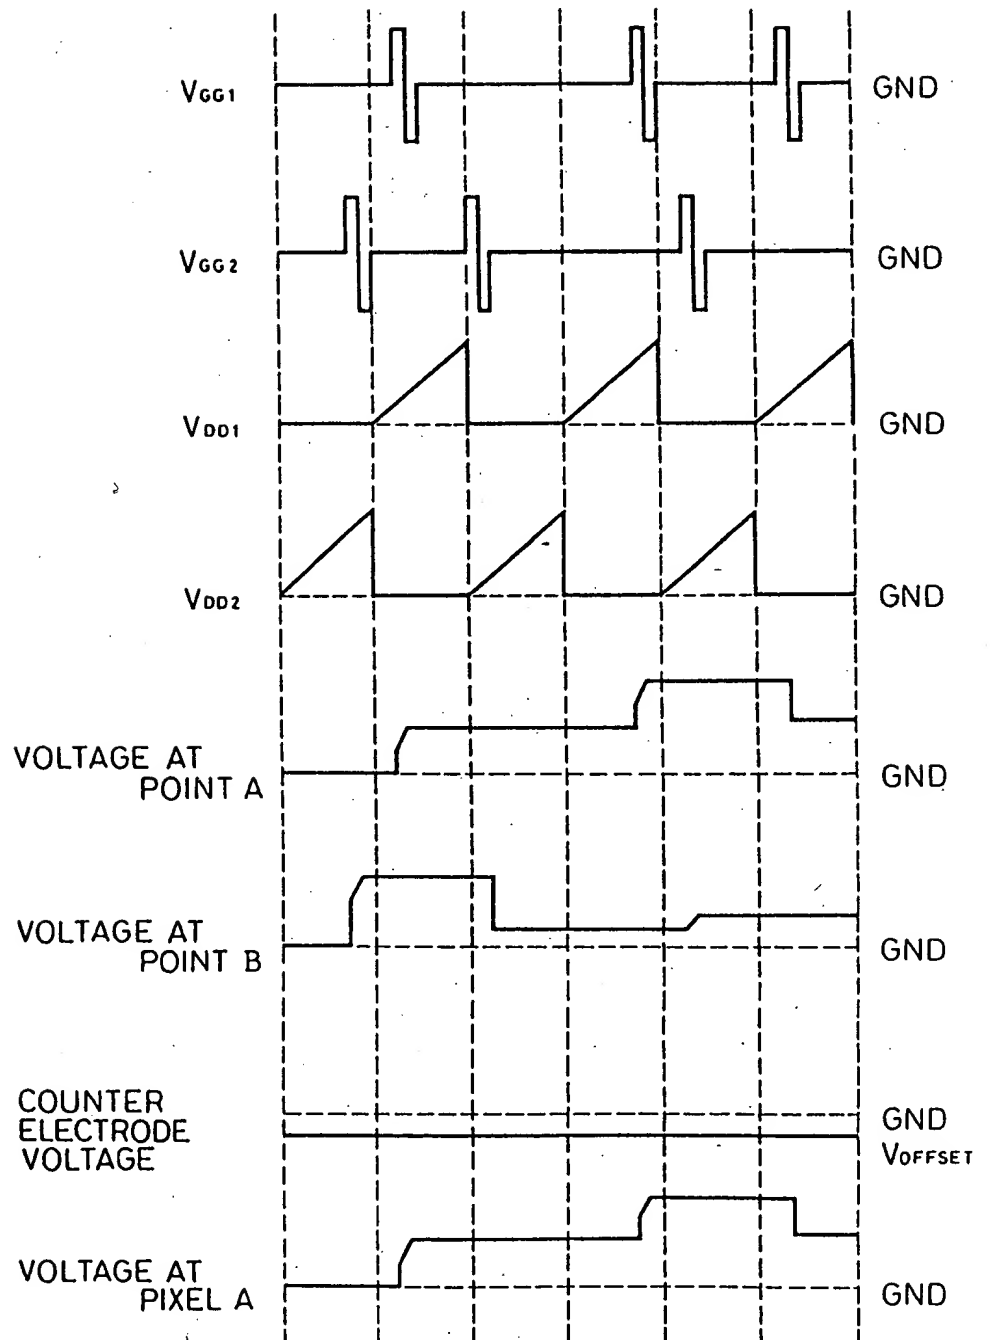 VGG1 GND
VGG2 GND
VDD1 GND
VDD2 GND
VOLTAGE AT
POINT A GND
VOLTAGE AT
POINT B GND
COUNTER
ELECTRODE
VOLTAGE
GND
VOFFSET
VOLTAGE AT
PIXEL A GND